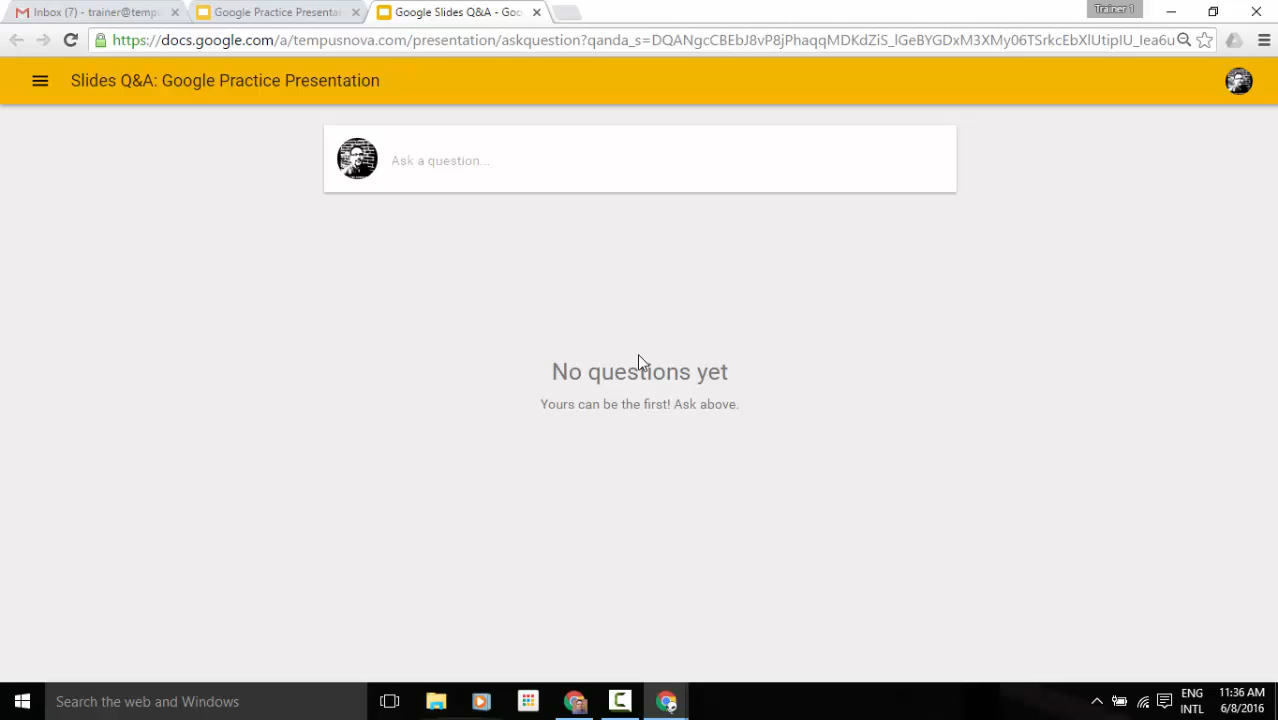 Inbox (7) - trainer@temp
Google Practice Presenta
Google Slides Q&A - Goo
Trainer 1
https://docs.google.com/a/tempusnova.com/presentation/askquestion?qanda_s=DQANgcCBEbJ8vP8jPhaqqMDKdZiS_lGeBYGDxM3XMy06TSrkcEbXlUtipIU_Iea6u
Slides Q&A: Google Practice Presentation
Ask a question...
No questions yet
Yours can be the first! Ask above.
Search the web and Windows
ENG
INTL
11:36 AM
6/8/2016